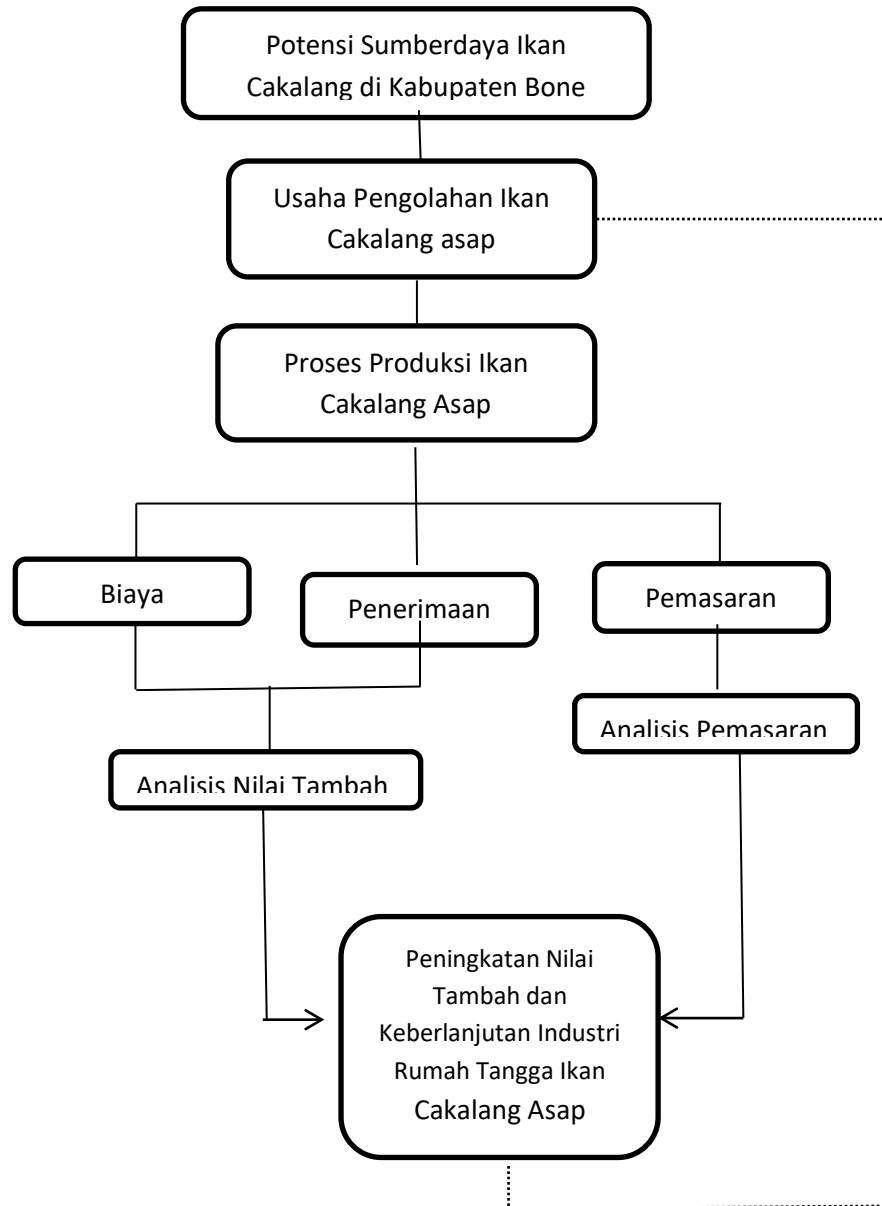 Potensi Sumberdaya Ikan
Cakalang di Kabupaten Bone
Usaha Pengolahan Ikan
Cakalang asap
Proses Produksi Ikan
Cakalang Asap
Biaya
Penerimaan
Pemasaran
Analisis Nilai Tambah
Analisis Pemasaran
Peningkatan Nilai
Tambah dan
Keberlanjutan Industri
Rumah Tangga Ikan
Cakalang Asap